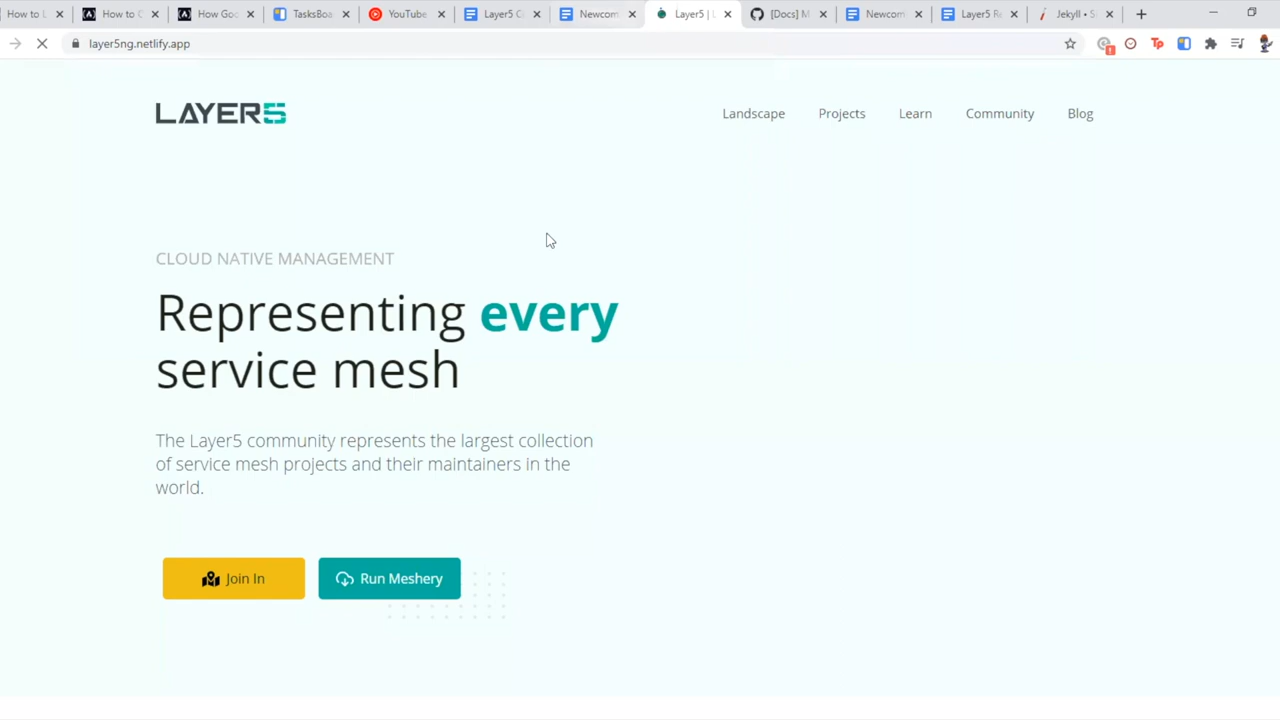 How to L
How to C
How Goo
TasksBoa
YouTube
Layer5 C
Newcom
Layer5 | L
[Docs] M
Newcom
Layer5 R
Jekyll • S
layer5ng.netlify.app
Tp
LAYER5
Landscape
Projects
Learn
Community
Blog
CLOUD NATIVE MANAGEMENT
Representing every
service mesh
The Layer5 community represents the largest collection
of service mesh projects and their maintainers in the
world.
Join In
Run Meshery